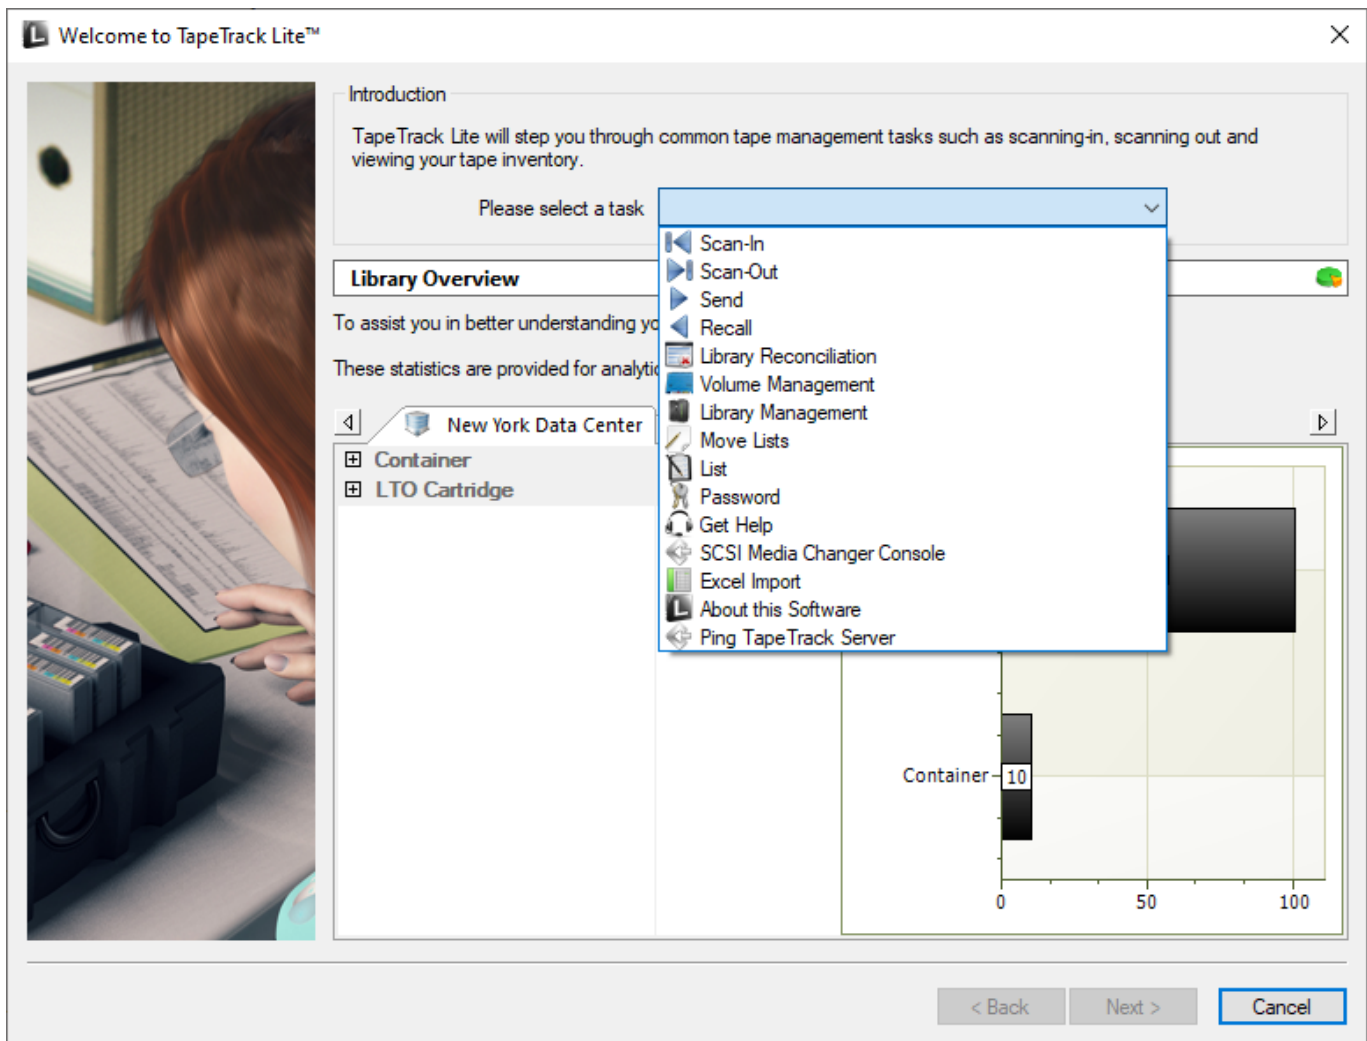 Welcome to TapeTrack Lite™
Introduction
TapeTrack Lite will step you through common tape management tasks such as scanning-in, scanning out and
viewing your tape inventory.
Please select a task
Scan-In
Scan-Out
Send
Recall
Library Reconciliation
Volume Management
Library Management
Move Lists
List
Password
Get Help
SCSI Media Changer Console
Excel Import
About this Software
Ping TapeTrack Server
Library Overview
To assist you in better understanding
These statistics are provided for
New York Data Center
Container
LTO Cartridge
Container
10
0 50 100
< Back Next > Cancel